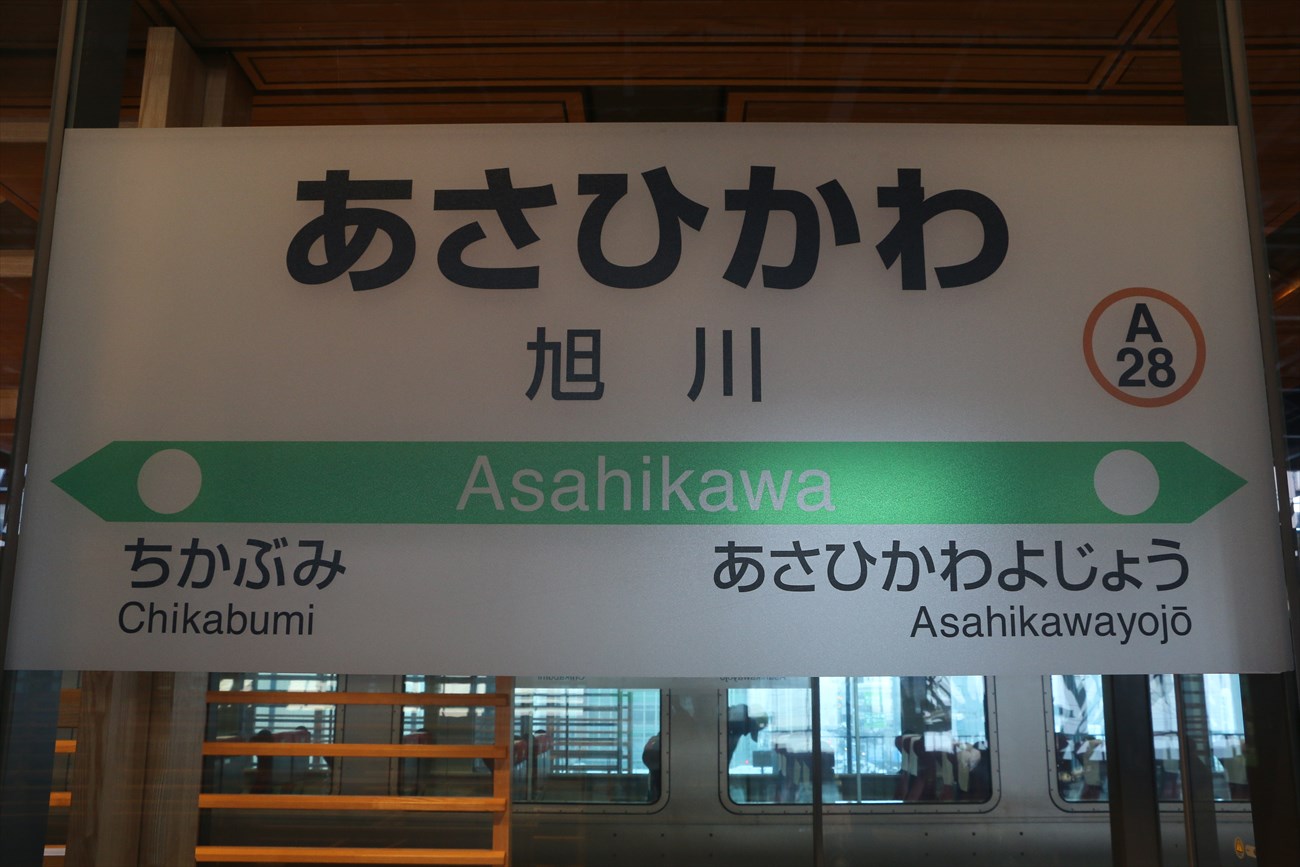 あさひかわ
旭川
A
28
Asahikawa
ちかぶみ
Chikabumi
あさひかわよじょう
Asahikawayojō